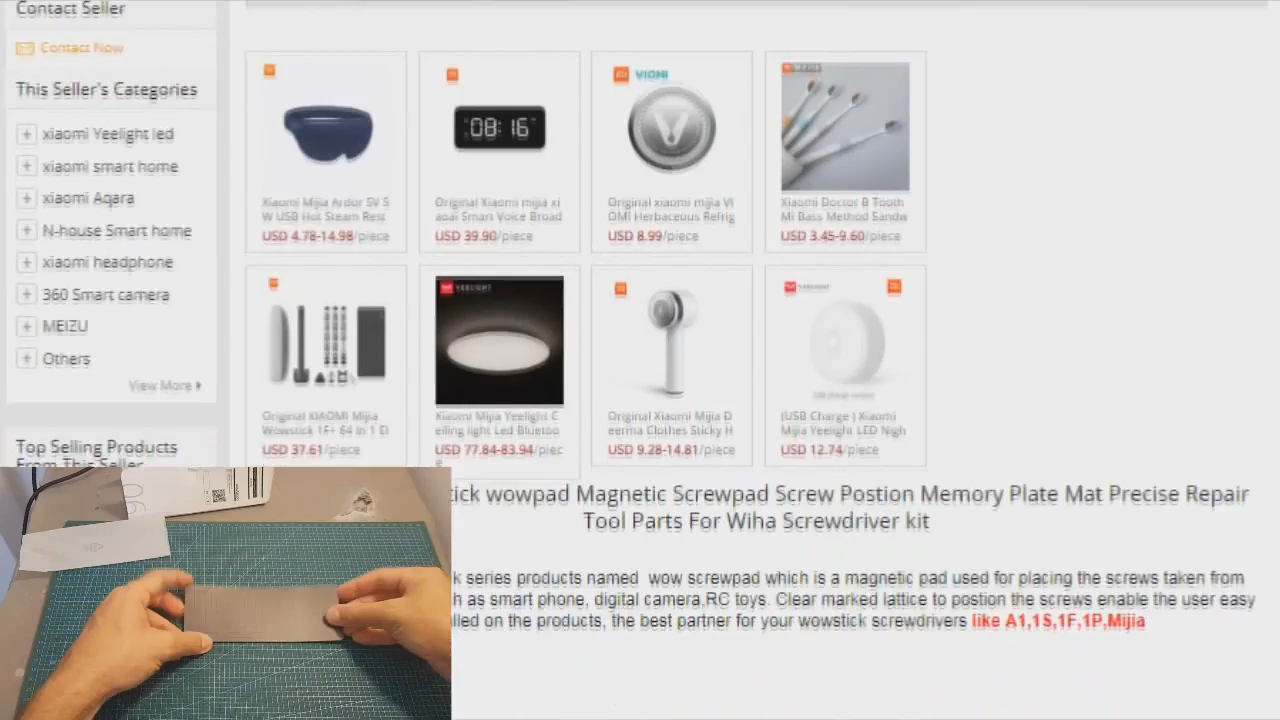 Contact Seller
Contact Now
This Seller's Categories
xiaomi Yeelight led
xiaomi smart home
xiaomi Aqara
N-house Smart home
xiaomi headphone
360 Smart camera
MEIZU
Others
View More
Top Selling Products
From This Seller
Xiaomi Mijia Ardor 5V 5
W USB Hot Steam Rest
USD 4.78-14.98/piece
08:16
Original Xiaomi mijia xi
aoai Smart Voice Broad
USD 39.90/piece
VIOMI
Original xiaomi mijia VI
OMI Herbaceous Refrig
USD 8.99/piece
Xiaomi Doctor B Tooth
Mi Bass Method Sandw
USD 3.45-9.60/piece
Original XIAOMI Mijia
Wowstick 1F+ 64 In 1 El
USD 37.61/piece
YEELIGHT
Xiaomi Mijia Yeelight C
eiling light Led Bluetoo
USD 77.84-83.94/piec
e
Original Xiaomi Mijia D
eerma Clothes Sticky H
USD 9.28-14.81/piece
YEELIGHT
(USB Charge ) Xiaomi
Mijia Yeelight LED Nigh
USD 12.74/piece
tick wowpad Magnetic Screwpad Screw Postion Memory Plate Mat Precise Repair
Tool Parts For Wiha Screwdriver kit
k series products named wow screwpad which is a magnetic pad used for placing the screws taken from
h as smart phone, digital camera,RC toys. Clear marked lattice to postion the screws enable the user easy
lled on the products, the best partner for your wowstick screwdrivers like A1,1S,1F,1P,Mijia